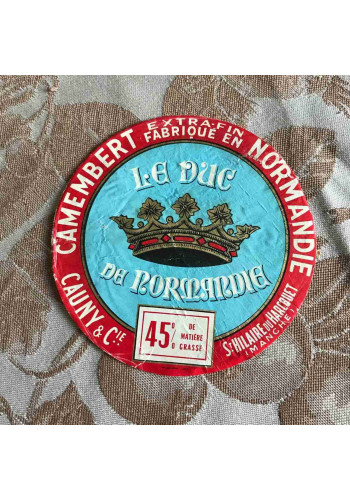 CAMEMBERT EXTRA-FIN NORMANDIE
FABRIQUÉ EN
LE DUC
DE NORMANDIE
45% DE
MATIÈRE
GRASSE
CAUNY & Cie
St HILAIRE DU HARCOUET
(MANCHE)